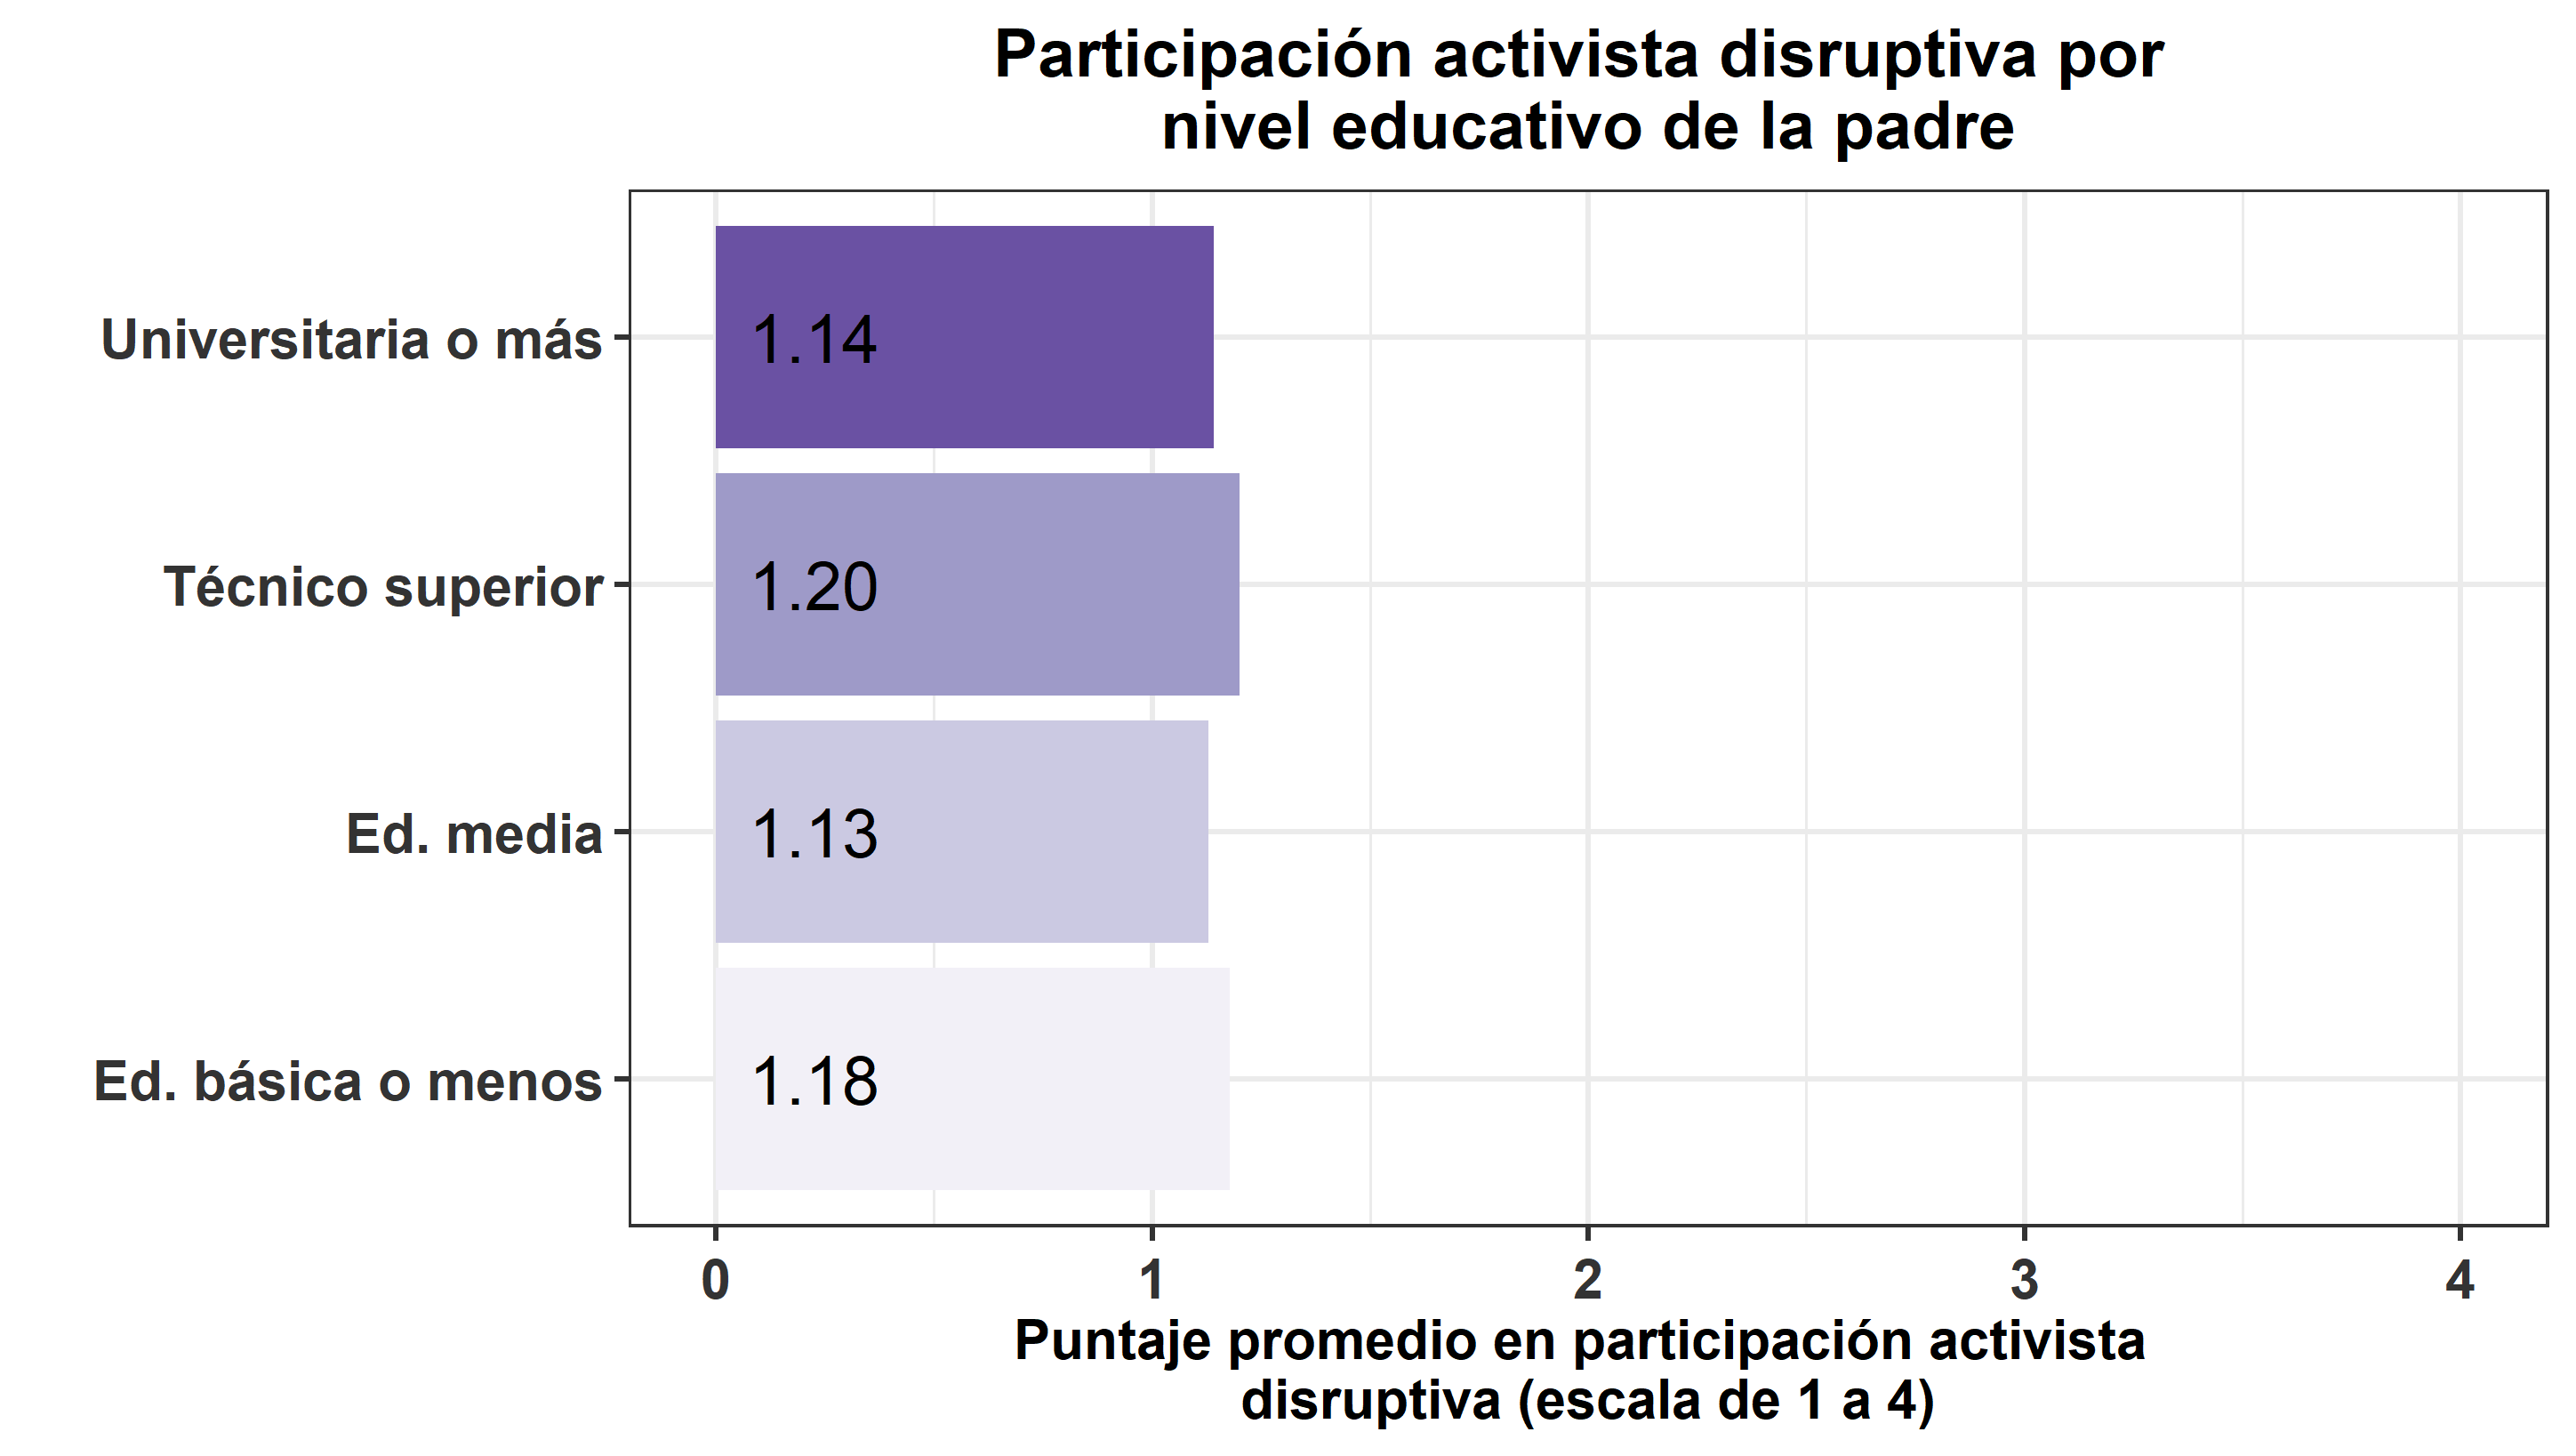 Participación activista disruptiva por
nivel educativo de la padre
Universitaria o más
1.14
Técnico superior
1.20
Ed. media
1.13
Ed. básica o menos
1.18
0 1 2 3 4
Puntaje promedio en participación activista
disruptiva (escala de 1 a 4)